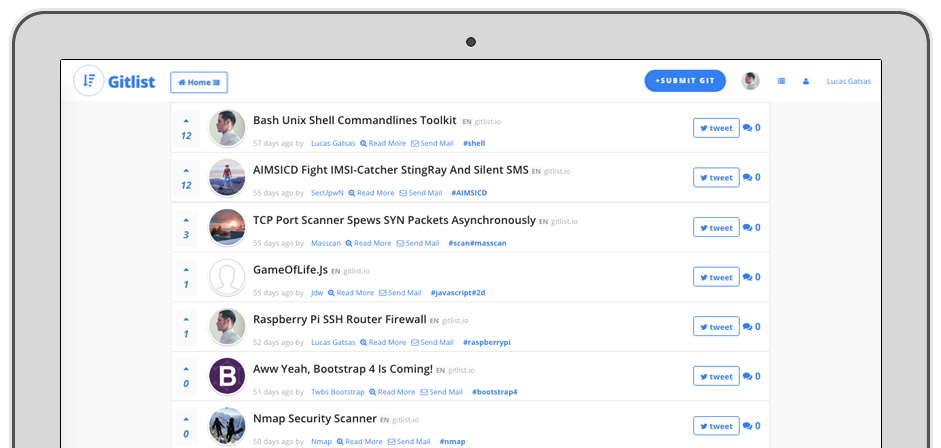 Gitlist
Home
+SUBMIT GIT
Lucas Gatsas
12
Bash Unix Shell Commandlines Toolkit EN gitlist.io
57 days ago by Lucas Gatsas Read More Send Mail #shell
tweet 0
12
AIMSICD Fight IMSI-Catcher StingRay And Silent SMS EN gitlist.io
55 days ago by SecUpwN Read More Send Mail #AIMSICD
tweet 0
3
TCP Port Scanner Spews SYN Packets Asynchronously EN gitlist.io
55 days ago by Masscan Read More Send Mail #scan#masscan
tweet 0
1
GameOfLife.Js EN gitlist.io
55 days ago by Jdw Read More Send Mail #javascript#2d
tweet 0
1
Raspberry Pi SSH Router Firewall EN gitlist.io
52 days ago by Lucas Gatsas Read More Send Mail #raspberrypi
tweet 0
0
B
Aww Yeah, Bootstrap 4 Is Coming! EN gitlist.io
51 days ago by Twbs Bootstrap Read More Send Mail #bootstrap4
tweet 0
0
Nmap Security Scanner EN gitlist.io
50 days ago by Nmap Read More Send Mail #nmap
tweet 0